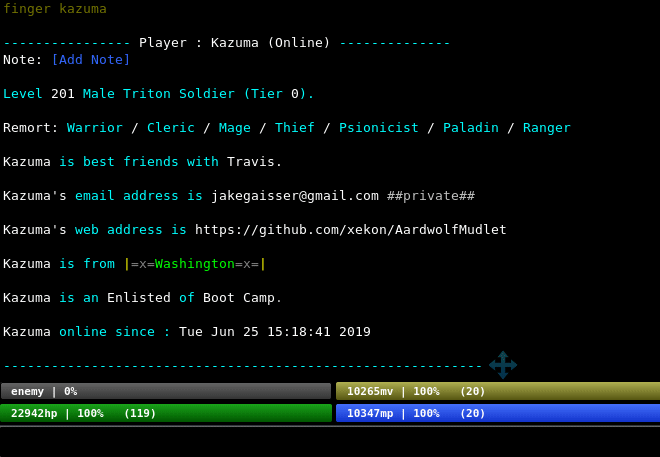 finger kazuma
---------------- Player : Kazuma (Online) --------------
Note: [Add Note]
Level 201 Male Triton Soldier (Tier 0).
Remort: Warrior / Cleric / Mage / Thief / Psionicist / Paladin / Ranger
Kazuma is best friends with Travis.
Kazuma's email address is jakegaisser@gmail.com ##private##
Kazuma's web address is https://github.com/xekon/AardwolfMudlet
Kazuma is from |=x=Washington=x=|
Kazuma is an Enlisted of Boot Camp.
Kazuma online since : Tue Jun 25 15:18:41 2019
------------------------------------------------------------
enemy | 0% 10265mv | 100% (20)
22942hp | 100% (119) 10347mp | 100% (20)